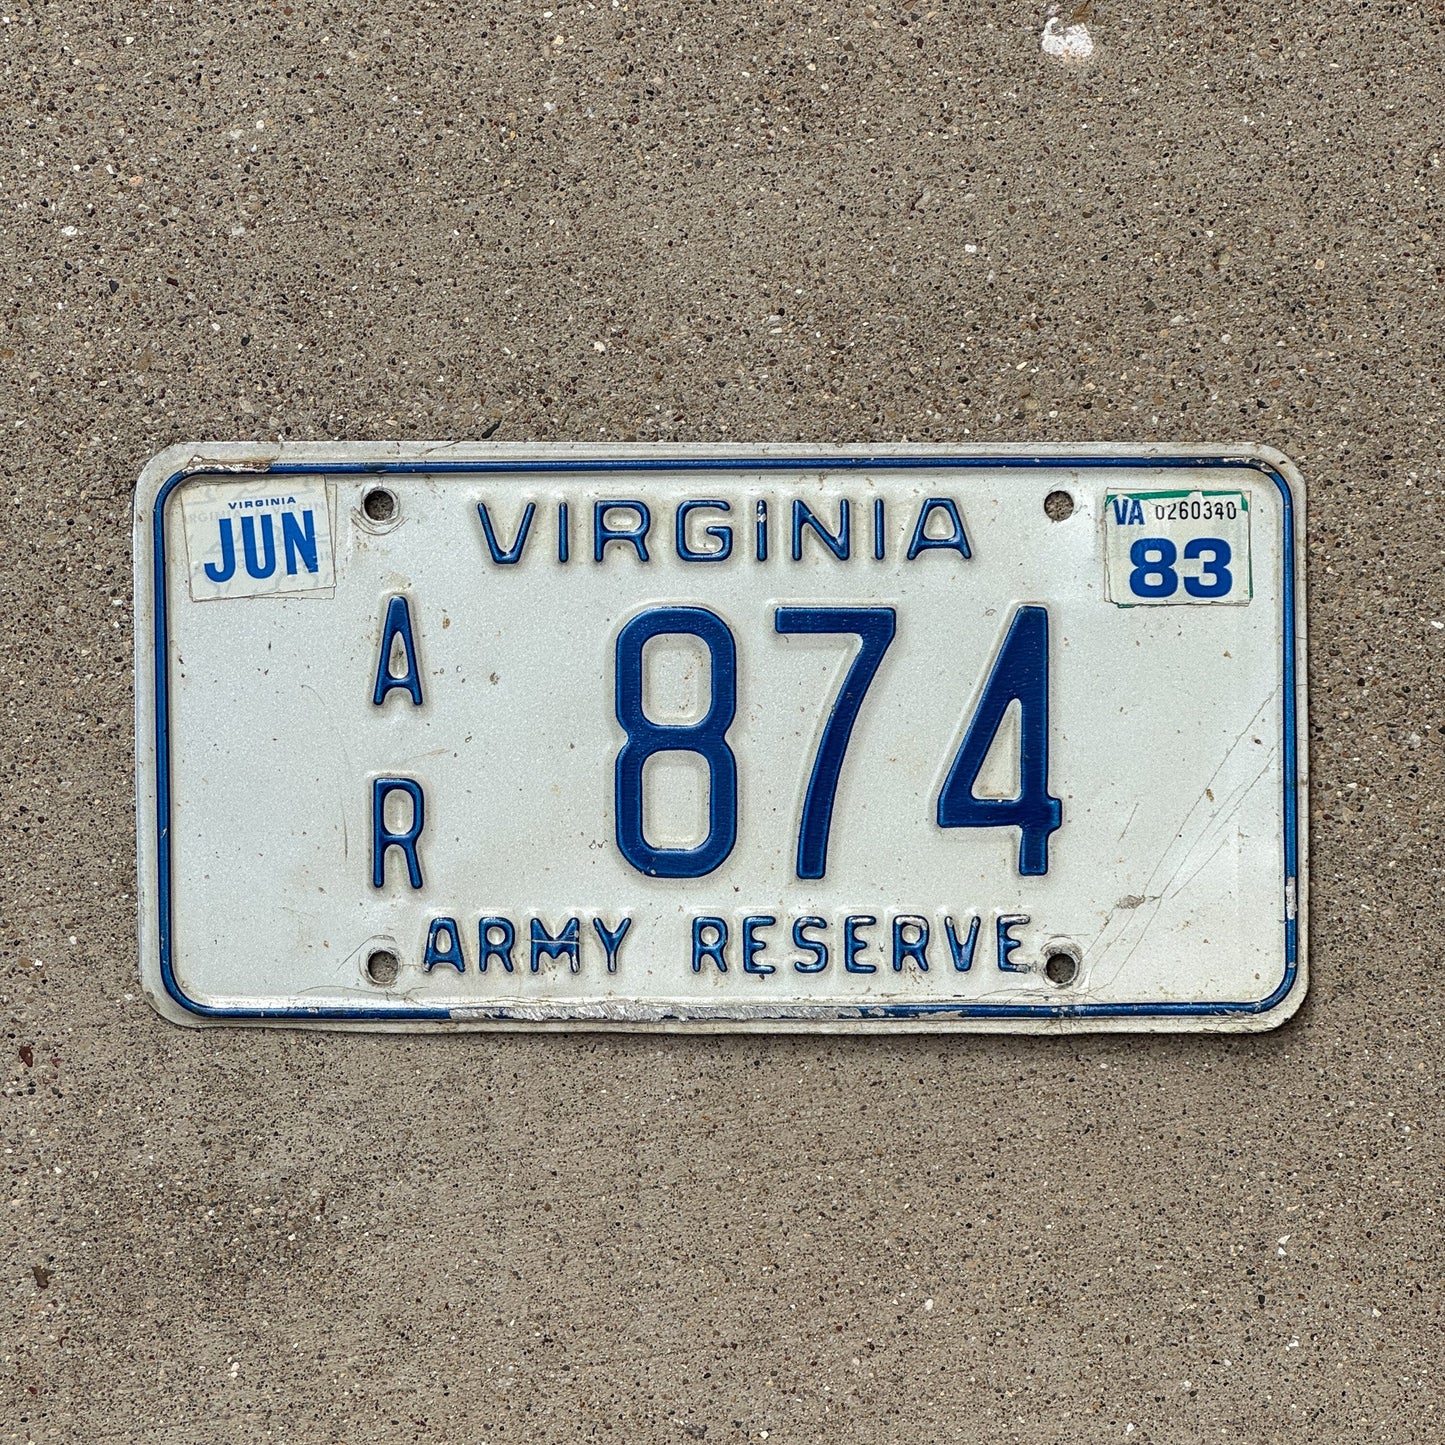 VIRGINIA
JUN
VIRGINIA
VA 0260340
83
A
R
874
ARMY RESERVE